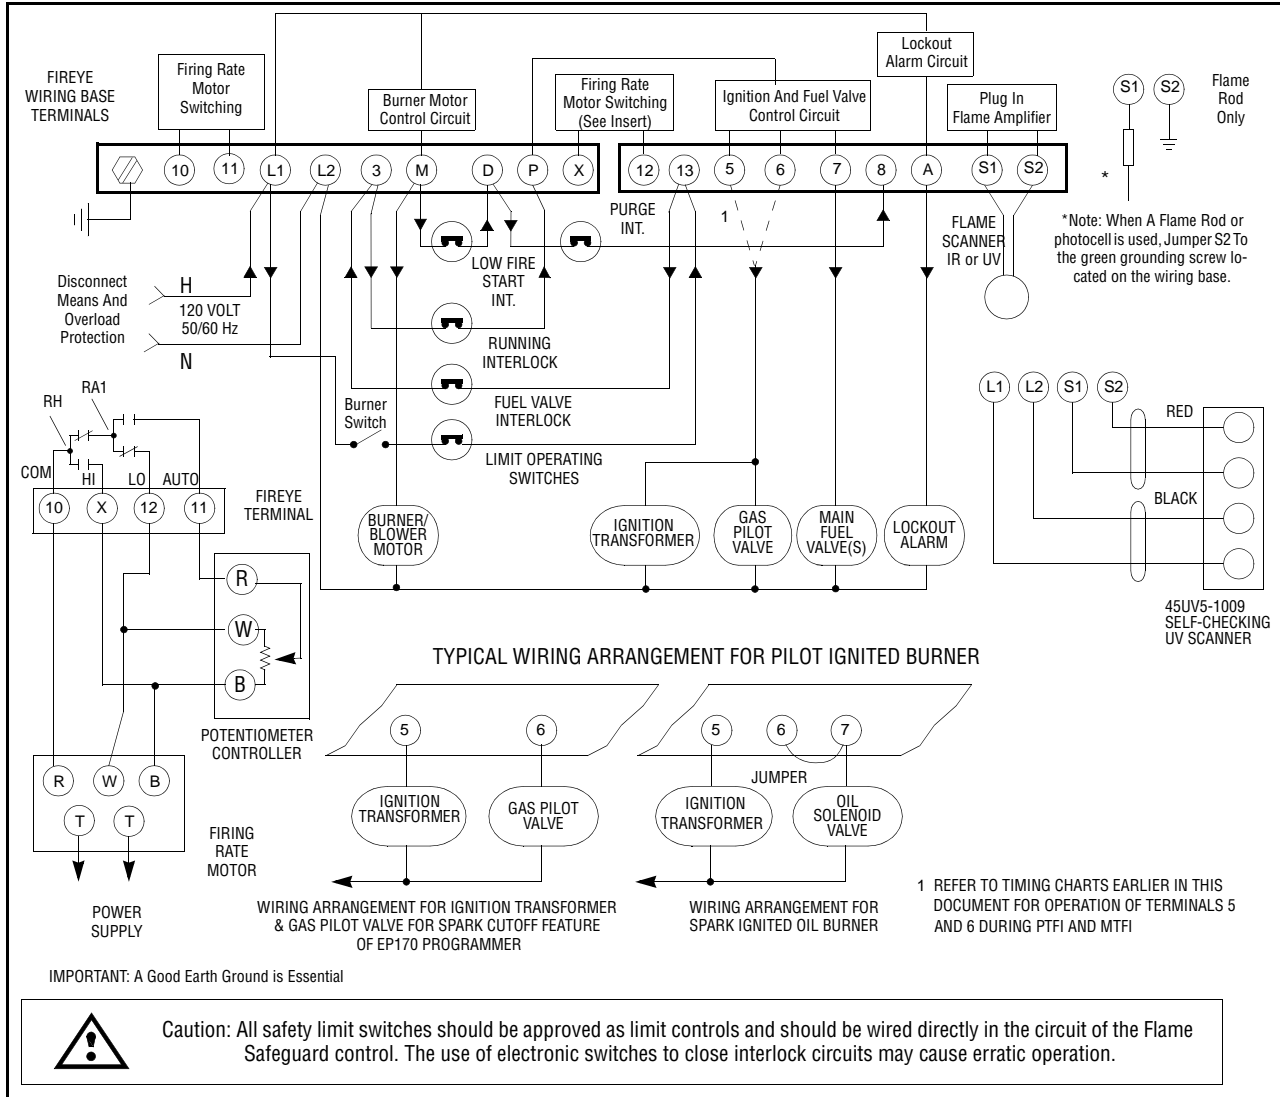 FIREYE
WIRING BASE
TERMINALS
Firing Rate
Motor
Switching
Burner Motor
Control Circuit
Firing Rate
Motor Switching
(See Insert)
Ignition And Fuel Valve
Control Circuit
Lockout
Alarm Circuit
Plug In
Flame Amplifier
S1 S2
Flame
Rod
Only
*
10 11 L1 L2 3 M D P X
12 13 5 6 7 8 A S1 S2
PURGE
INT.
1
FLAME
SCANNER
IR or UV
*Note: When A Flame Rod or
photocell is used, Jumper S2 To
the green grounding screw lo-
cated on the wiring base.
LOW FIRE
START
INT.
Disconnect
Means And
Overload
Protection
H
120 VOLT
50/60 Hz
N
RUNNING
INTERLOCK
FUEL VALVE
INTERLOCK
Burner
Switch
LIMIT OPERATING
SWITCHES
RH
RA1
COM
HI
LO
AUTO
10 X 12 11
FIREYE
TERMINAL
BURNER/
BLOWER
MOTOR
IGNITION
TRANSFORMER
GAS
PILOT
VALVE
MAIN
FUEL
VALVE(S)
LOCKOUT
ALARM
L1 L2 S1 S2
RED
BLACK
45UV5-1009
SELF-CHECKING
UV SCANNER
R
W
B
POTENTIOMETER
CONTROLLER
R W B
T T
FIRING
RATE
MOTOR
POWER
SUPPLY
TYPICAL WIRING ARRANGEMENT FOR PILOT IGNITED BURNER
5 6
IGNITION
TRANSFORMER
GAS PILOT
VALVE
WIRING ARRANGEMENT FOR IGNITION TRANSFORMER
& GAS PILOT VALVE FOR SPARK CUTOFF FEATURE
OF EP170 PROGRAMMER
5 6 7
JUMPER
IGNITION
TRANSFORMER
OIL
SOLENOID
VALVE
WIRING ARRANGEMENT FOR
SPARK IGNITED OIL BURNER
1 REFER TO TIMING CHARTS EARLIER IN THIS
DOCUMENT FOR OPERATION OF TERMINALS 5
AND 6 DURING PTFI AND MTFI
IMPORTANT: A Good Earth Ground is Essential
Caution: All safety limit switches should be approved as limit controls and should be wired directly in the circuit of the Flame
Safeguard control. The use of electronic switches to close interlock circuits may cause erratic operation.